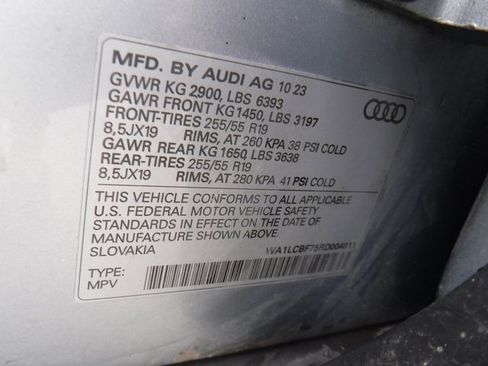 MFD. BY AUDI AG 10 23
GVWR KG 2900, LBS 6393
GAWR FRONT KG1450, LBS 3197
FRONT-TIRES 255/55 R19
8,5JX19 RIMS, AT 260 KPA 38 PSI COLD
GAWR REAR KG 1650, LBS 3638
REAR-TIRES 255/55 R19
8,5JX19 RIMS, AT 280 KPA 41 PSI COLD
THIS VEHICLE CONFORMS TO ALL APPLICABLE
U.S. FEDERAL MOTOR VEHICLE SAFETY
STANDARDS IN EFFECT ON THE DATE OF
MANUFACTURE SHOWN ABOVE.
SLOVAKIA WA1LCBF75RD004011
TYPE:
MPV